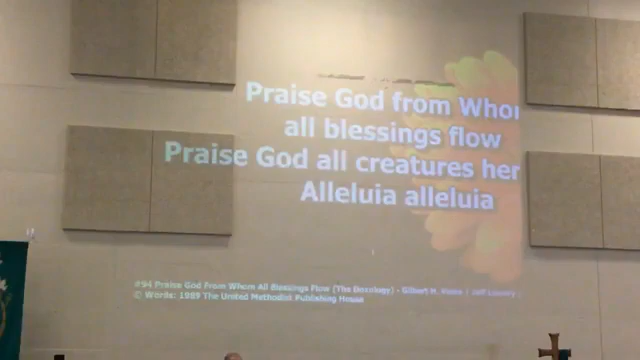 Praise God from Whom
all blessings flow
Praise God all creatures her
Alleluia alleluia
#94 Praise God From Whom All Blessings Flow (The Doxology) - Gilbert H.
© Words: 1989 The United Methodist Publishing House